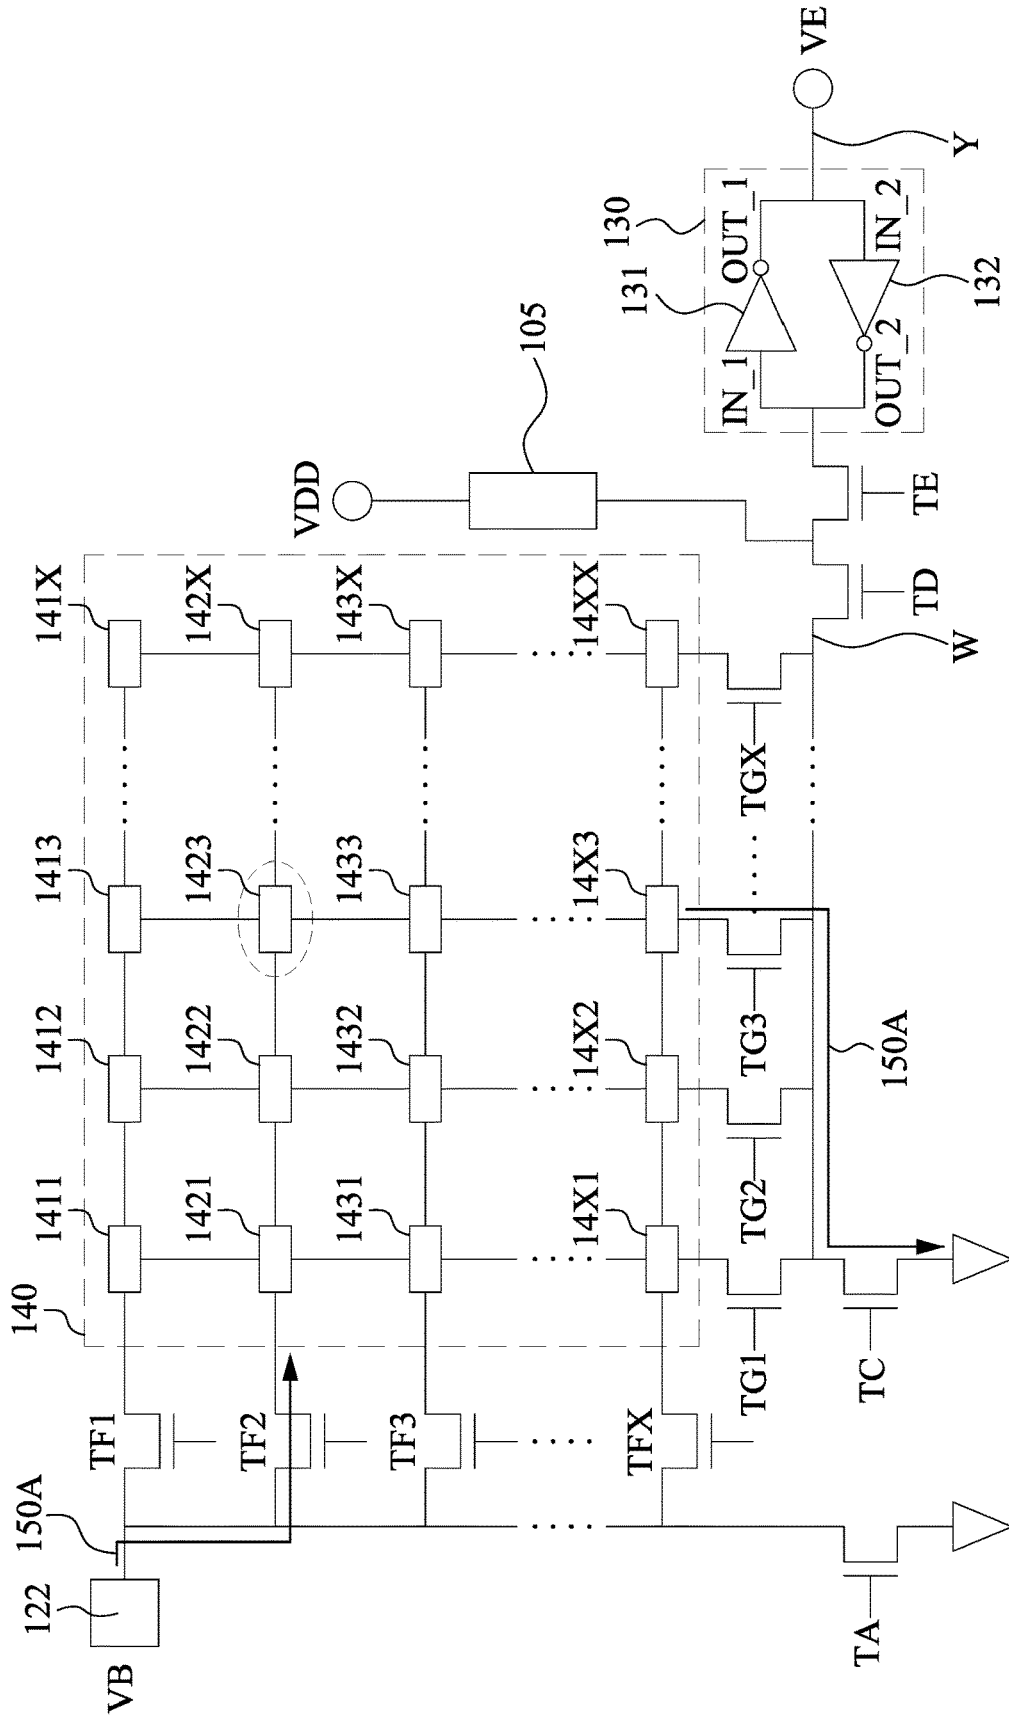 140
1411
1412
1413
141X
1421
1422
1423
142X
1431
1432
1433
143X
14X1
14X2
14X3
14XX
VB
122
150A
TF1
TF2
TF3
TFX
TA
TG1
TG2
TG3
TGX
TC
150A
W
TD
TE
VDD
105
130
131
IN_1
OUT_1
OUT_2
IN_2
132
Y
VE